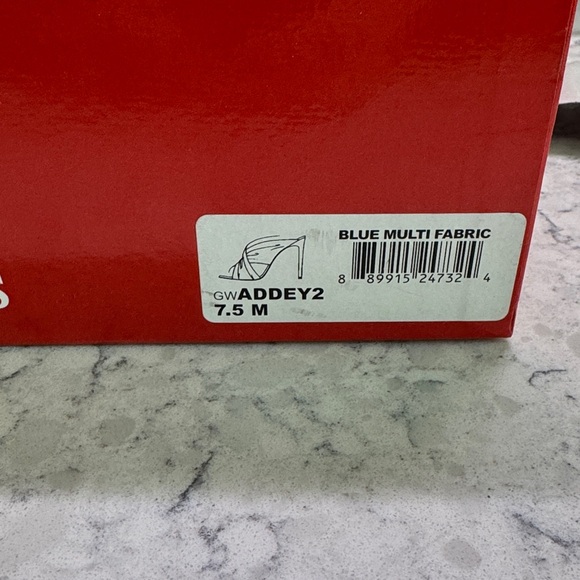 BLUE MULTI FABRIC
8 89915 24732 4
GWADDEY2
7.5 M
S